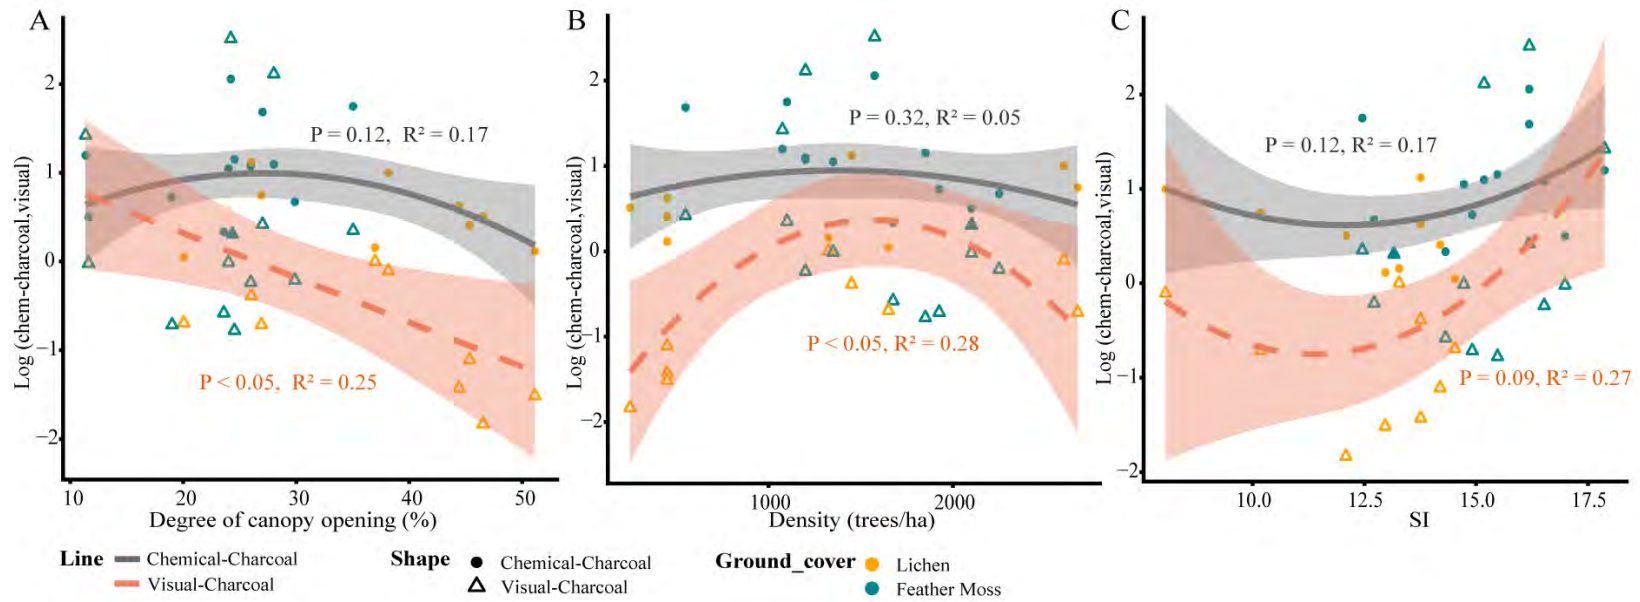 A
Log (chem-charcoal,visual)
2
1
0
−1
−2
P = 0.12, R² = 0.17
P < 0.05, R² = 0.25
10
20
30
40
50
Degree of canopy opening (%)
B
Log (chem-charcoal,visual)
2
1
0
−1
−2
P = 0.32, R² = 0.05
P < 0.05, R² = 0.28
1000
2000
Density (trees/ha)
C
Log (chem-charcoal,visual)
2
1
0
−1
−2
P = 0.12, R² = 0.17
P = 0.09, R² = 0.27
10.0
12.5
15.0
17.5
SI
Line
Chemical-Charcoal
Visual-Charcoal
Shape
Chemical-Charcoal
Visual-Charcoal
Ground_cover
Lichen
Feather Moss